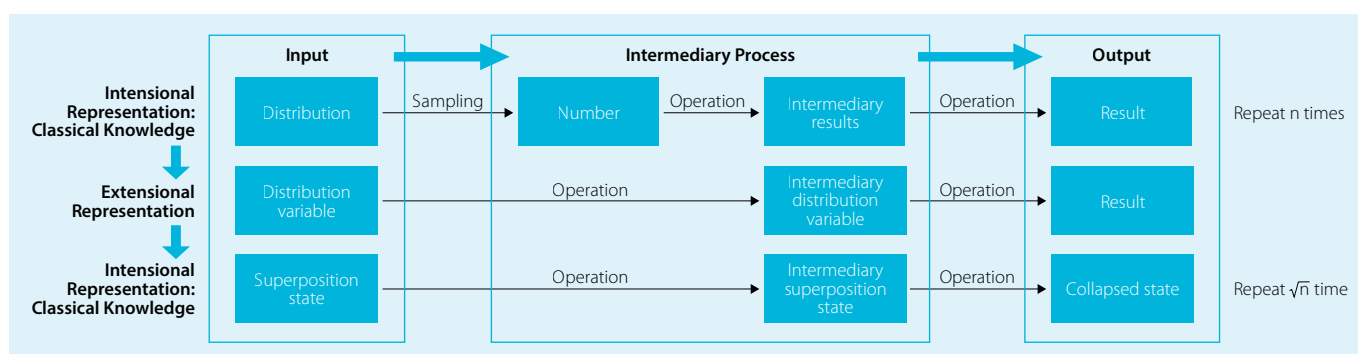 Input
Intermediary Process
Output
Intensional
Representation:
Classical Knowledge
Distribution
Sampling
Number
Operation
Intermediary
results
Operation
Result
Repeat n times
Extensional
Representation
Distribution
variable
Operation
Intermediary
distribution
variable
Operation
Result
Intensional
Representation:
Classical Knowledge
Superposition
state
Operation
Intermediary
superposition
state
Operation
Collapsed state
Repeat √n time